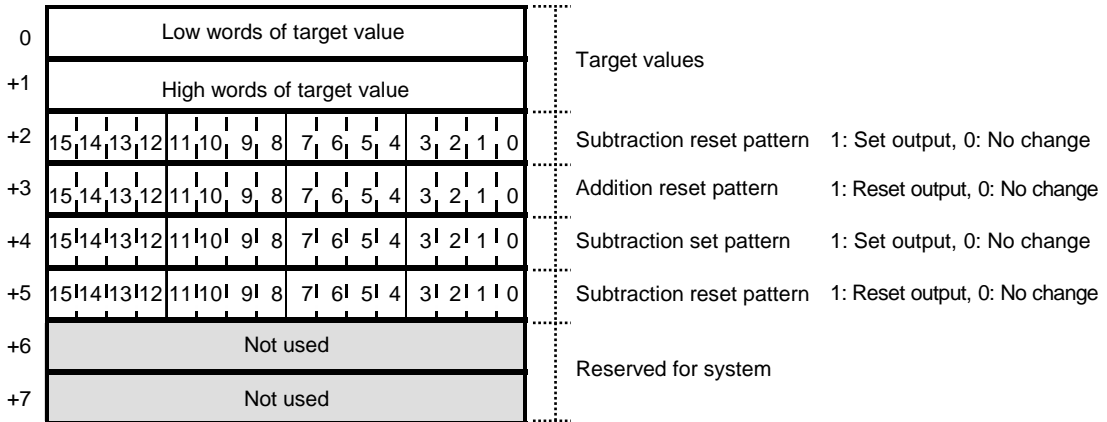 0 Low words of target value
Target values
+1 High words of target value
+2 15 14 13 12 11 10 9 8 7 6 5 4 3 2 1 0 Subtraction reset pattern 1: Set output, 0: No change
+3 15 14 13 12 11 10 9 8 7 6 5 4 3 2 1 0 Addition reset pattern 1: Reset output, 0: No change
+4 15 14 13 12 11 10 9 8 7 6 5 4 3 2 1 0 Subtraction set pattern 1: Set output, 0: No change
+5 15 14 13 12 11 10 9 8 7 6 5 4 3 2 1 0 Subtraction reset pattern 1: Reset output, 0: No change
+6 Not used
Reserved for system
+7 Not used